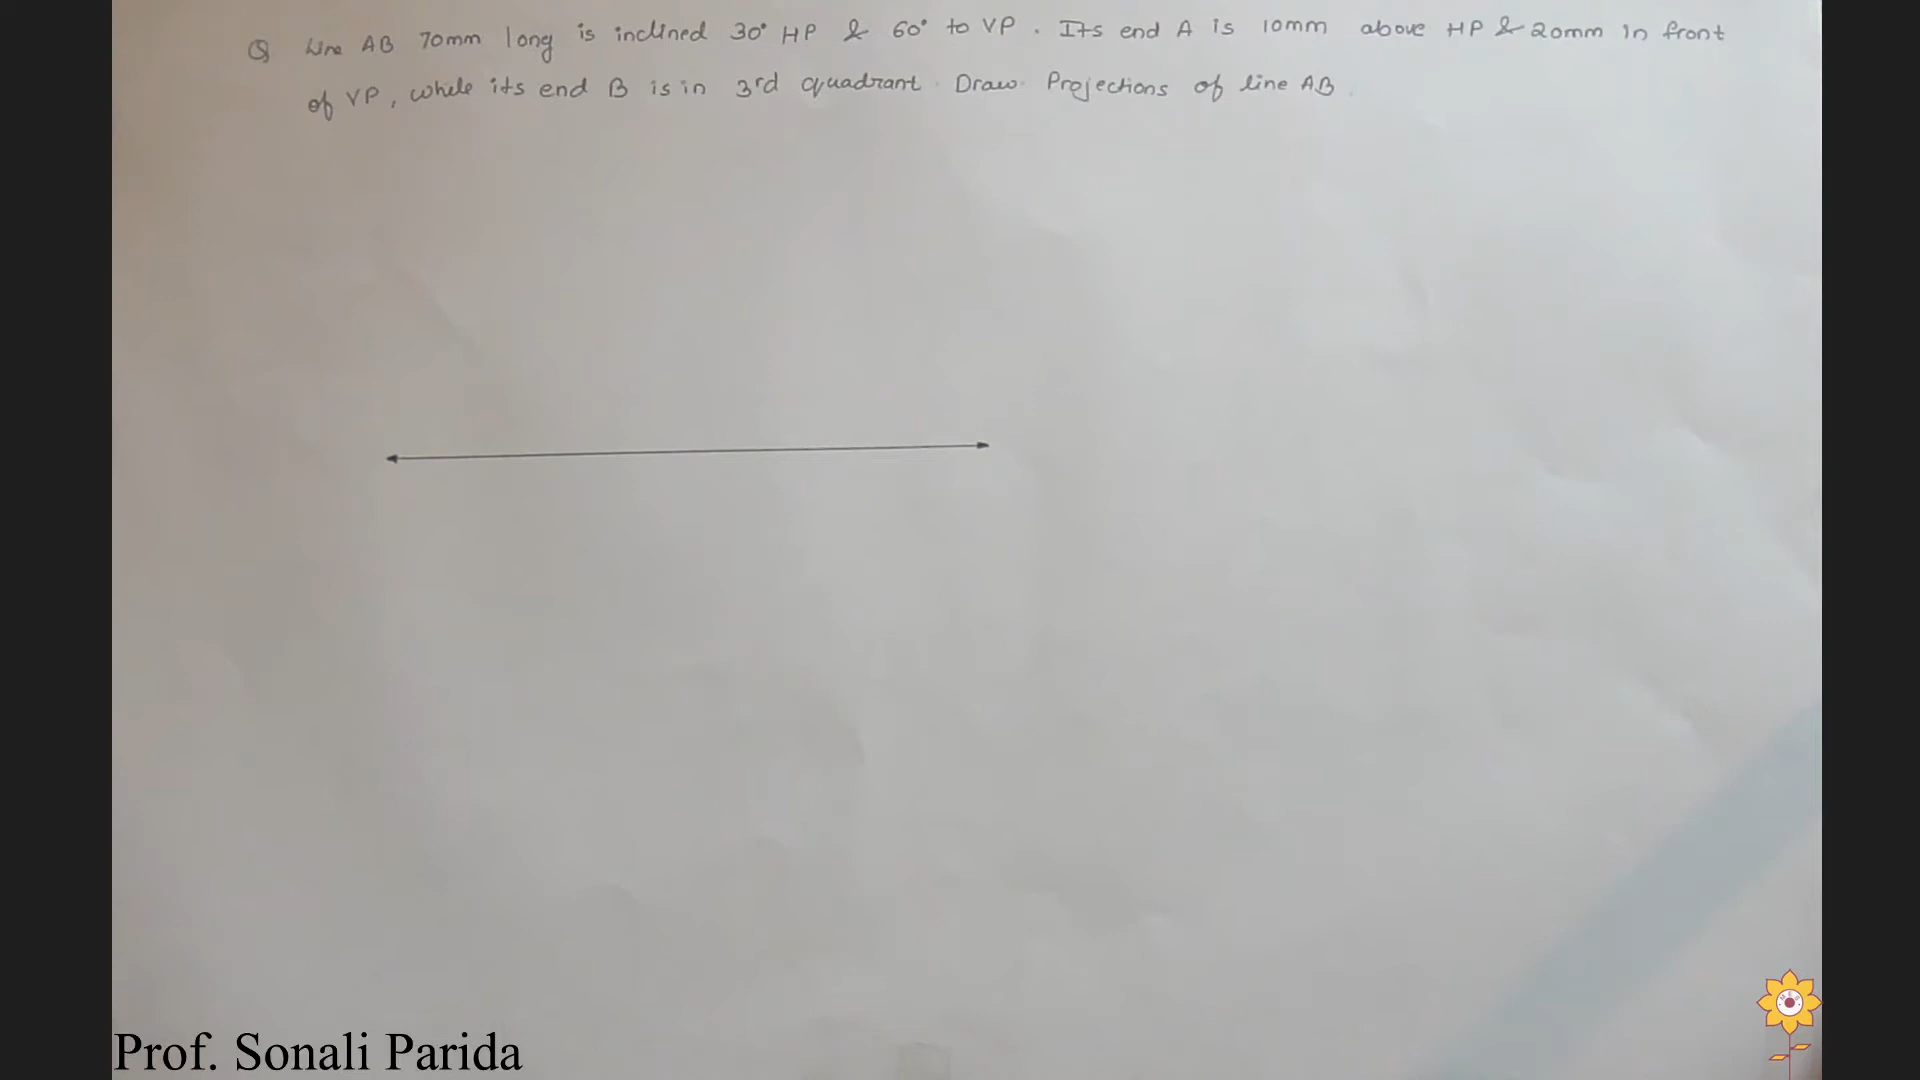 Q Line AB 70mm long is inclined 30° HP & 60° to VP. Its end A is 10mm above HP & 20mm in front
of VP, while its end B is in 3rd quadrant. Draw Projections of line AB.
Prof. Sonali Parida